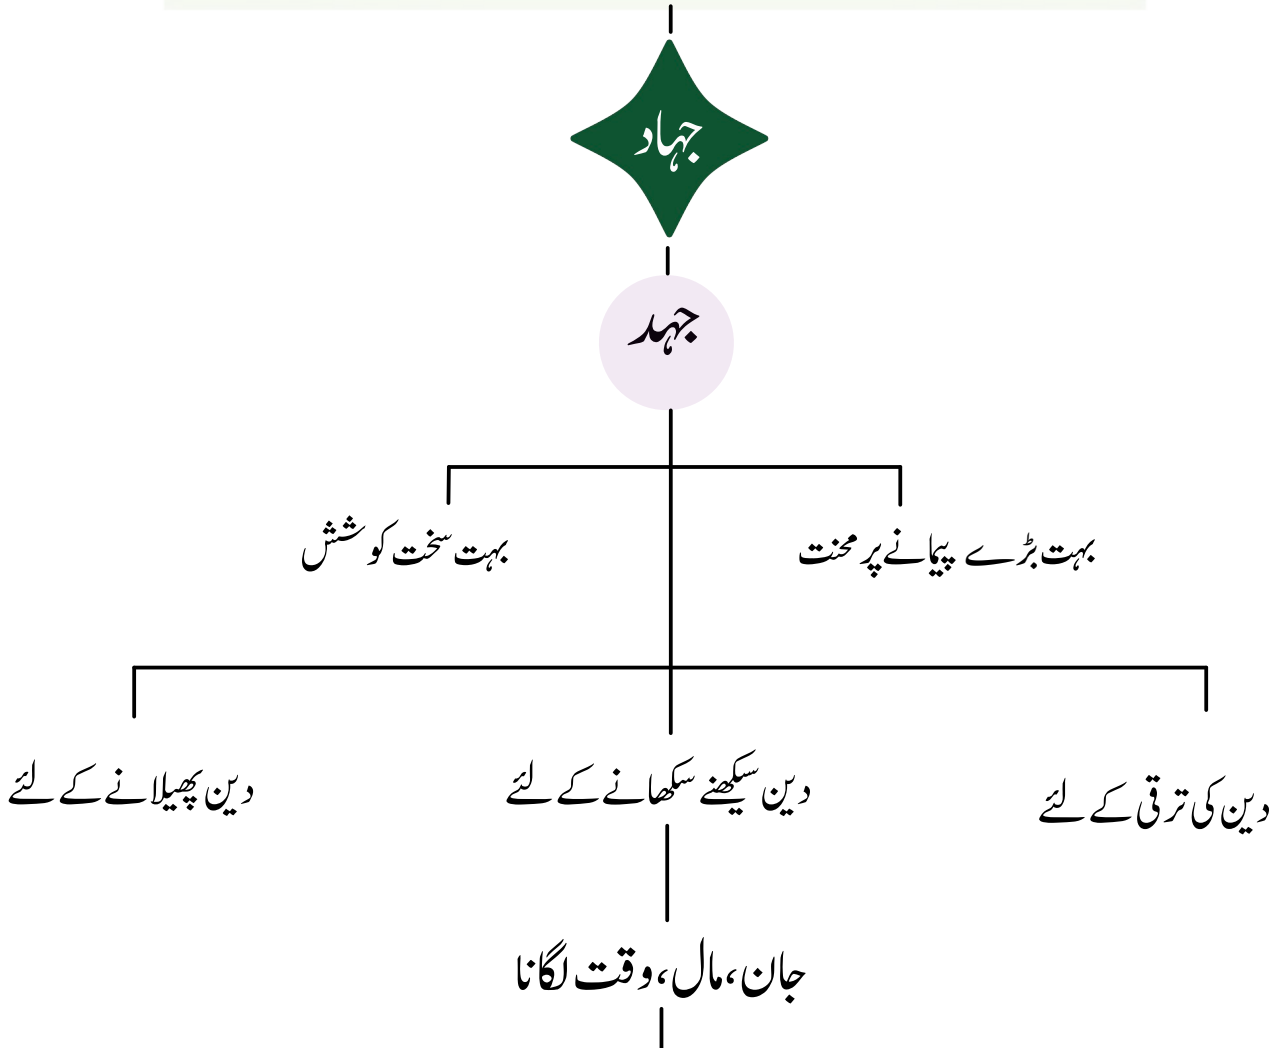 جہاد
جہد
بہت بڑے پیمانے پر محنت
بہت سخت کوشش
دین کی ترقی کے لئے
دین سیکھنے سکھانے کے لئے
دین پھیلانے کے لئے
جان، مال، وقت لگانا